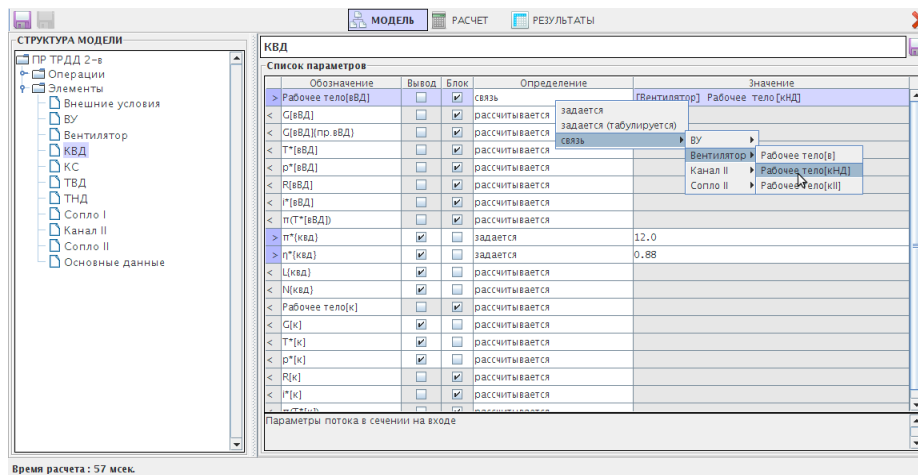 МОДЕЛЬ РАСЧЕТ РЕЗУЛЬТАТЫ
СТРУКТУРА МОДЕЛИ
ПР ТРДД 2-в
Операции
Элементы
Внешние условия
ВУ
Вентилятор
КВД
КС
ТВД
ТНД
Сопло I
Канал II
Сопло II
Основные данные
КВД
Список параметров
Обозначение Вывод Блок Определение Значение
> Рабочее тело[вВД] связь [Вентилятор] Рабочее тело[кНД]
< G[вВД] рассчитывается
< G[вВД](пр.вВД) рассчитывается
< T*[вВД] рассчитывается
< p*[вВД] рассчитывается
< R[вВД] рассчитывается
< i*[вВД] рассчитывается
< π(T*[вВД]) рассчитывается
> π*{квд} задается 12.0
> η*{квд} задается 0.88
< L{квд} рассчитывается
< N{квд} рассчитывается
< Рабочее тело[к] рассчитывается
< G[к] рассчитывается
< T*[к] рассчитывается
< p*[к] рассчитывается
< R[к] рассчитывается
< i*[к] рассчитывается
задается
задается (табулируется)
связь
ВУ
Вентилятор
Канал II
Сопло II
Рабочее тело[в]
Рабочее тело[кНД]
Рабочее тело[кII]
Параметры потока в сечении на входе
Время расчета : 57 мсек.